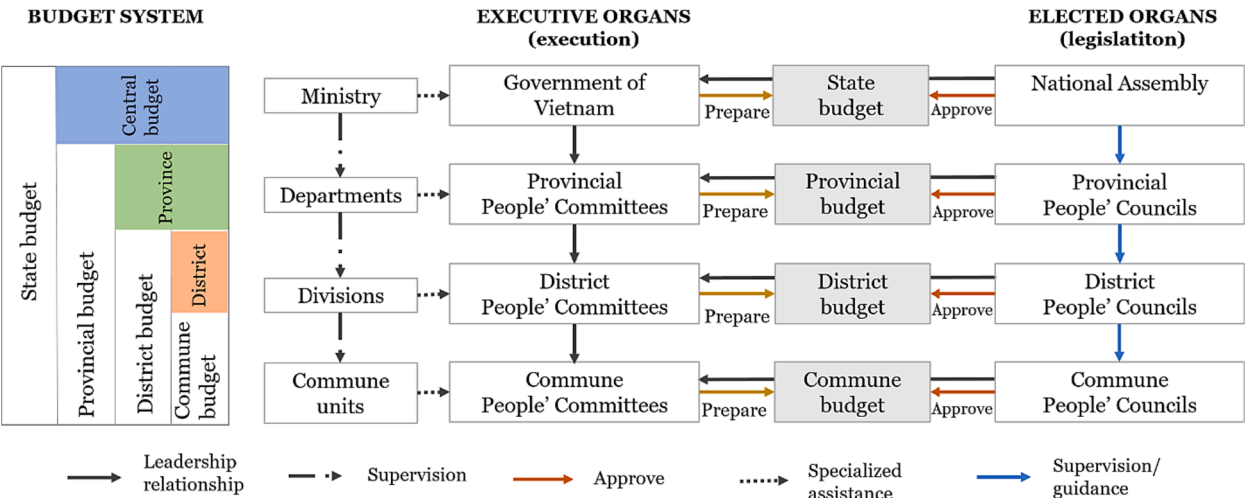 BUDGET SYSTEM
EXECUTIVE ORGANS
(execution)
ELECTED ORGANS
(legislatiton)
State budget
Central
budget
Province
District
Provincial budget
District budget
Commune
budget
Ministry
Government of
Vietnam
Prepare
State
budget
Approve
National Assembly
Departments
Provincial
People' Committees
Prepare
Provincial
budget
Approve
Provincial
People' Councils
Divisions
District
People' Committees
Prepare
District
budget
Approve
District
People' Councils
Commune
units
Commune
People' Committees
Prepare
Commune
budget
Approve
Commune
People' Councils
Leadership
relationship
Supervision
Approve
Specialized
assistance
Supervision/
guidance